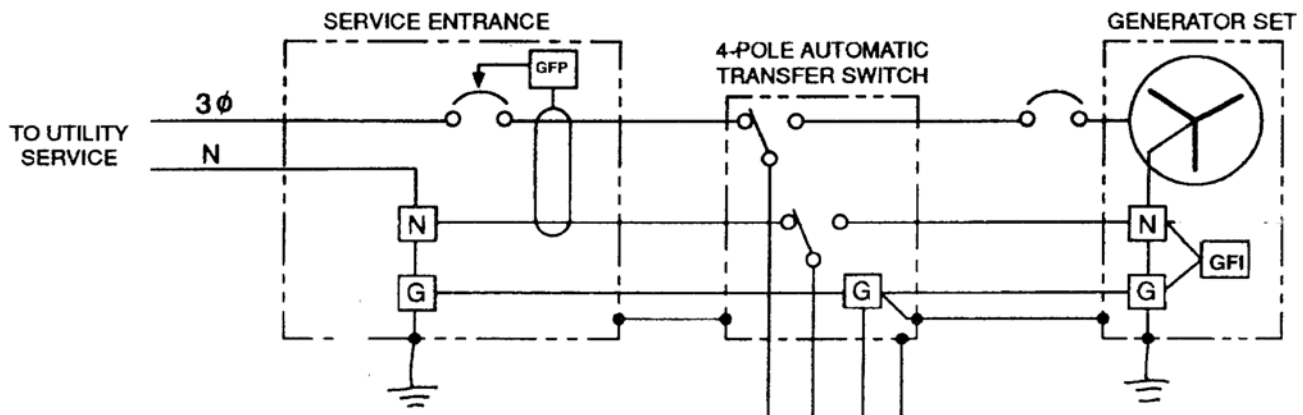 SERVICE ENTRANCE
GENERATOR SET
4-POLE AUTOMATIC
TRANSFER SWITCH
GFP
3ϕ
TO UTILITY
SERVICE
N
N
N
GFI
G
G
G